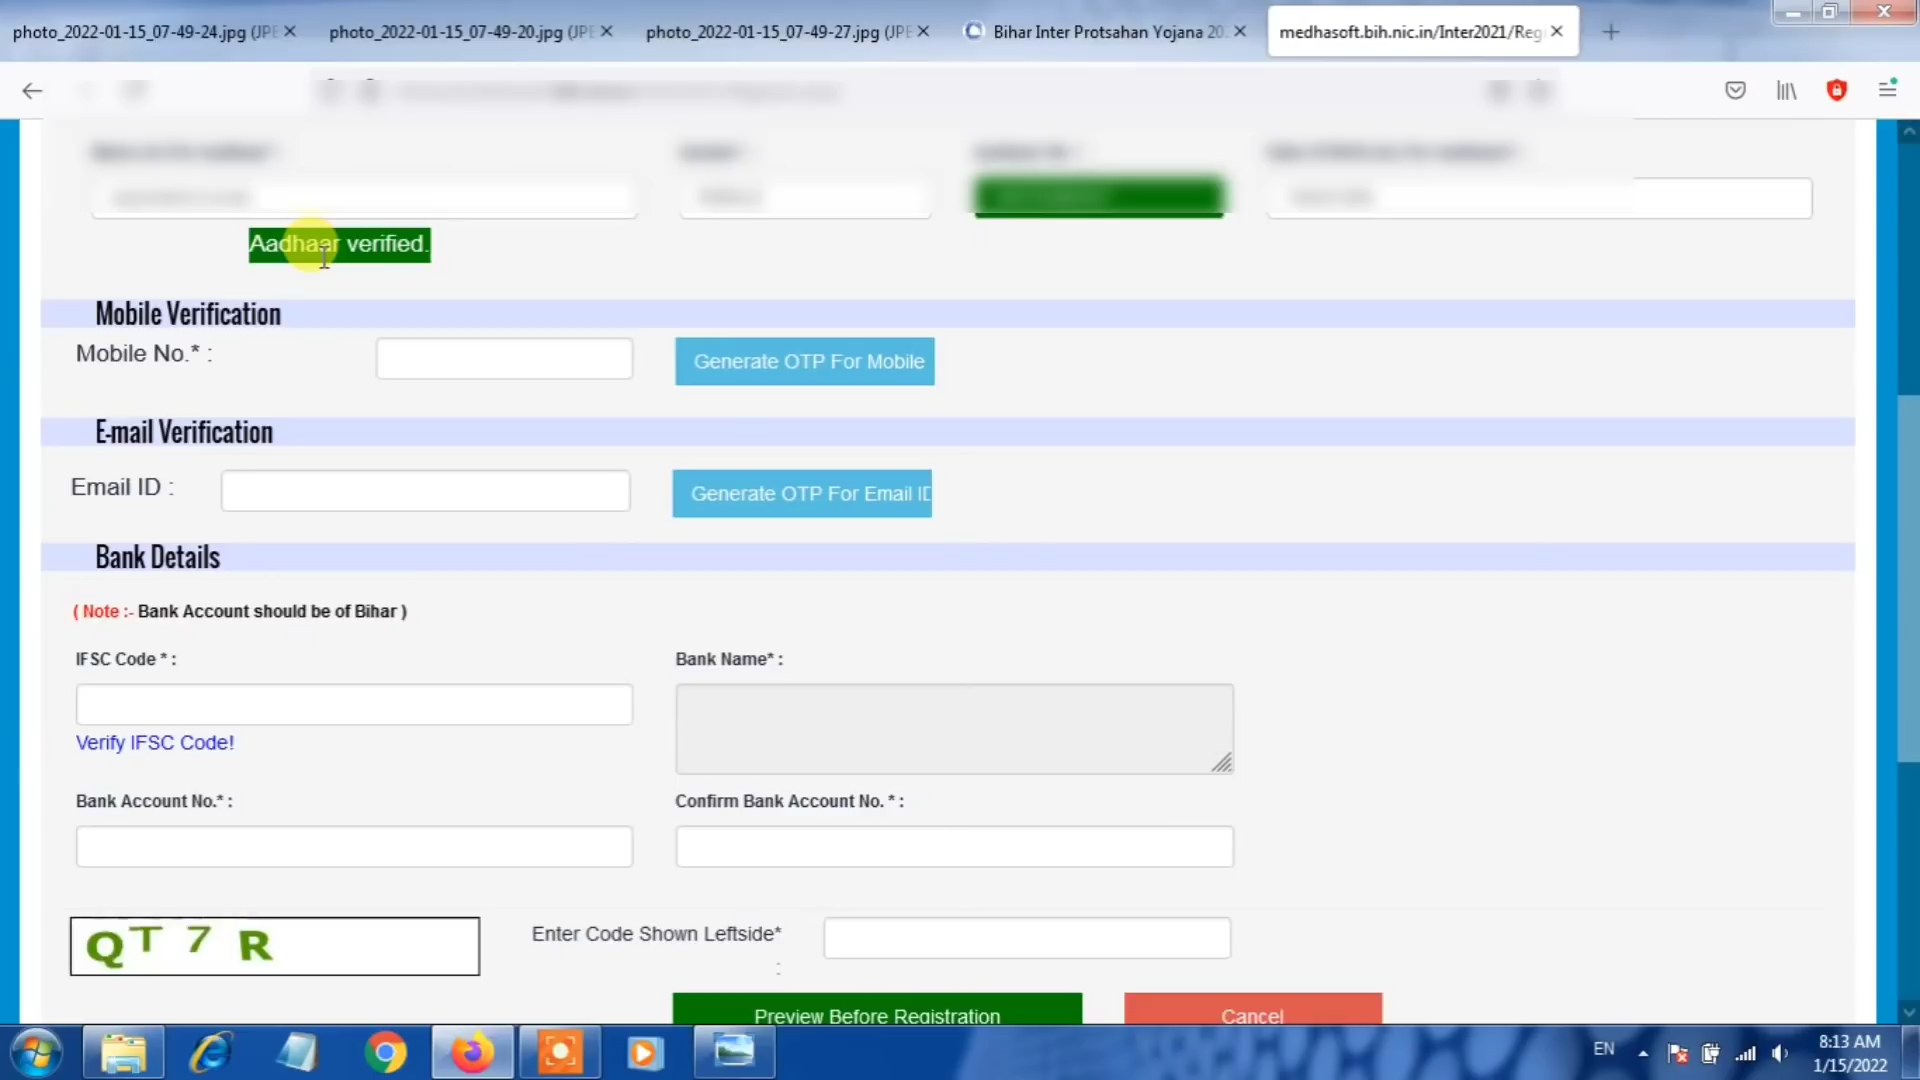 photo_2022-01-15_07-49-24.jpg (JPE
photo_2022-01-15_07-49-20.jpg (JPE
photo_2022-01-15_07-49-27.jpg (JPE
Bihar Inter Protsahan Yojana 20
medhasoft.bih.nic.in/Inter2021/Reg
Aadhaar verified.
Mobile Verification
Mobile No.* :
Generate OTP For Mobile
E-mail Verification
Email ID :
Generate OTP For Email ID
Bank Details
( Note :- Bank Account should be of Bihar )
IFSC Code * :
Bank Name* :
Verify IFSC Code!
Bank Account No.* :
Confirm Bank Account No. * :
QT7R
Enter Code Shown Leftside*
:
Preview Before Registration
Cancel
EN
8:13 AM
1/15/2022